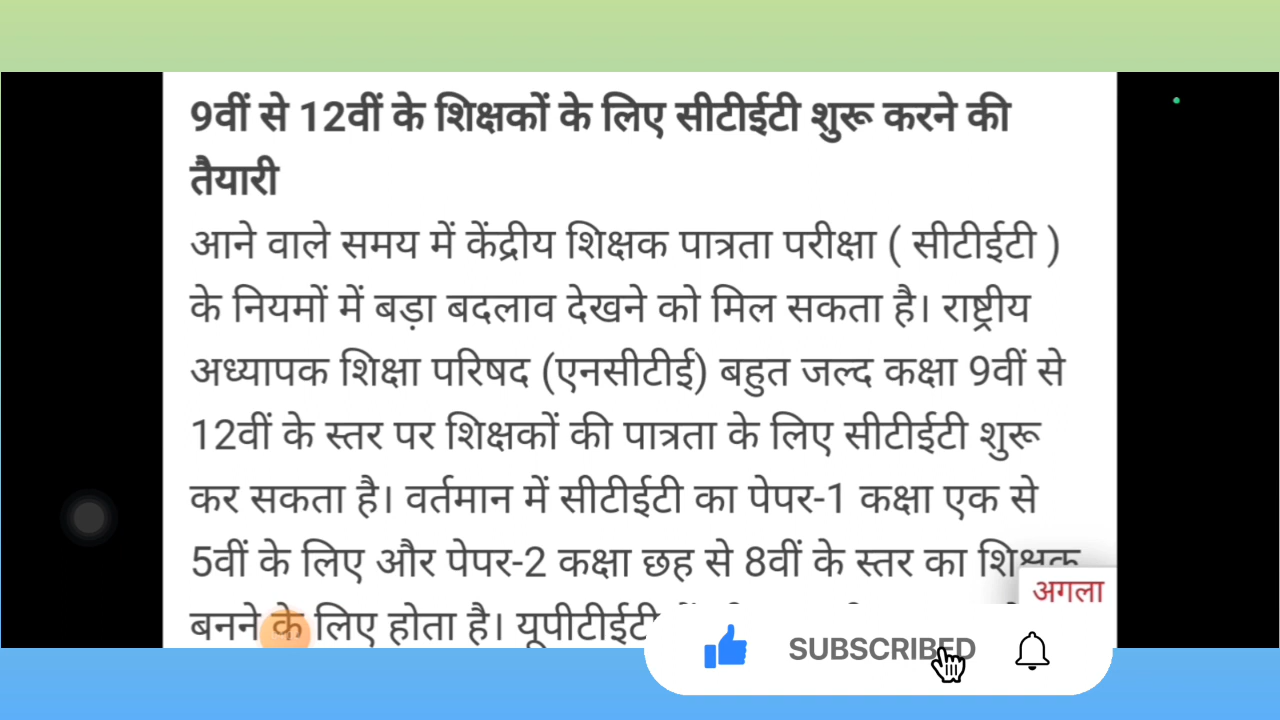 9वीं से 12वीं के शिक्षकों के लिए सीटीईटी शुरू करने की
तैयारी
आने वाले समय में केंद्रीय शिक्षक पात्रता परीक्षा ( सीटीईटी )
के नियमों में बड़ा बदलाव देखने को मिल सकता है। राष्ट्रीय
अध्यापक शिक्षा परिषद (एनसीटीई) बहुत जल्द कक्षा 9वीं से
12वीं के स्तर पर शिक्षकों की पात्रता के लिए सीटीईटी शुरू
कर सकता है। वर्तमान में सीटीईटी का पेपर-1 कक्षा एक से
5वीं के लिए और पेपर-2 कक्षा छह से 8वीं के स्तर का शिक्षक
अगला
बनने के लिए होता है। यूपीटीईटी
SUBSCRIBED